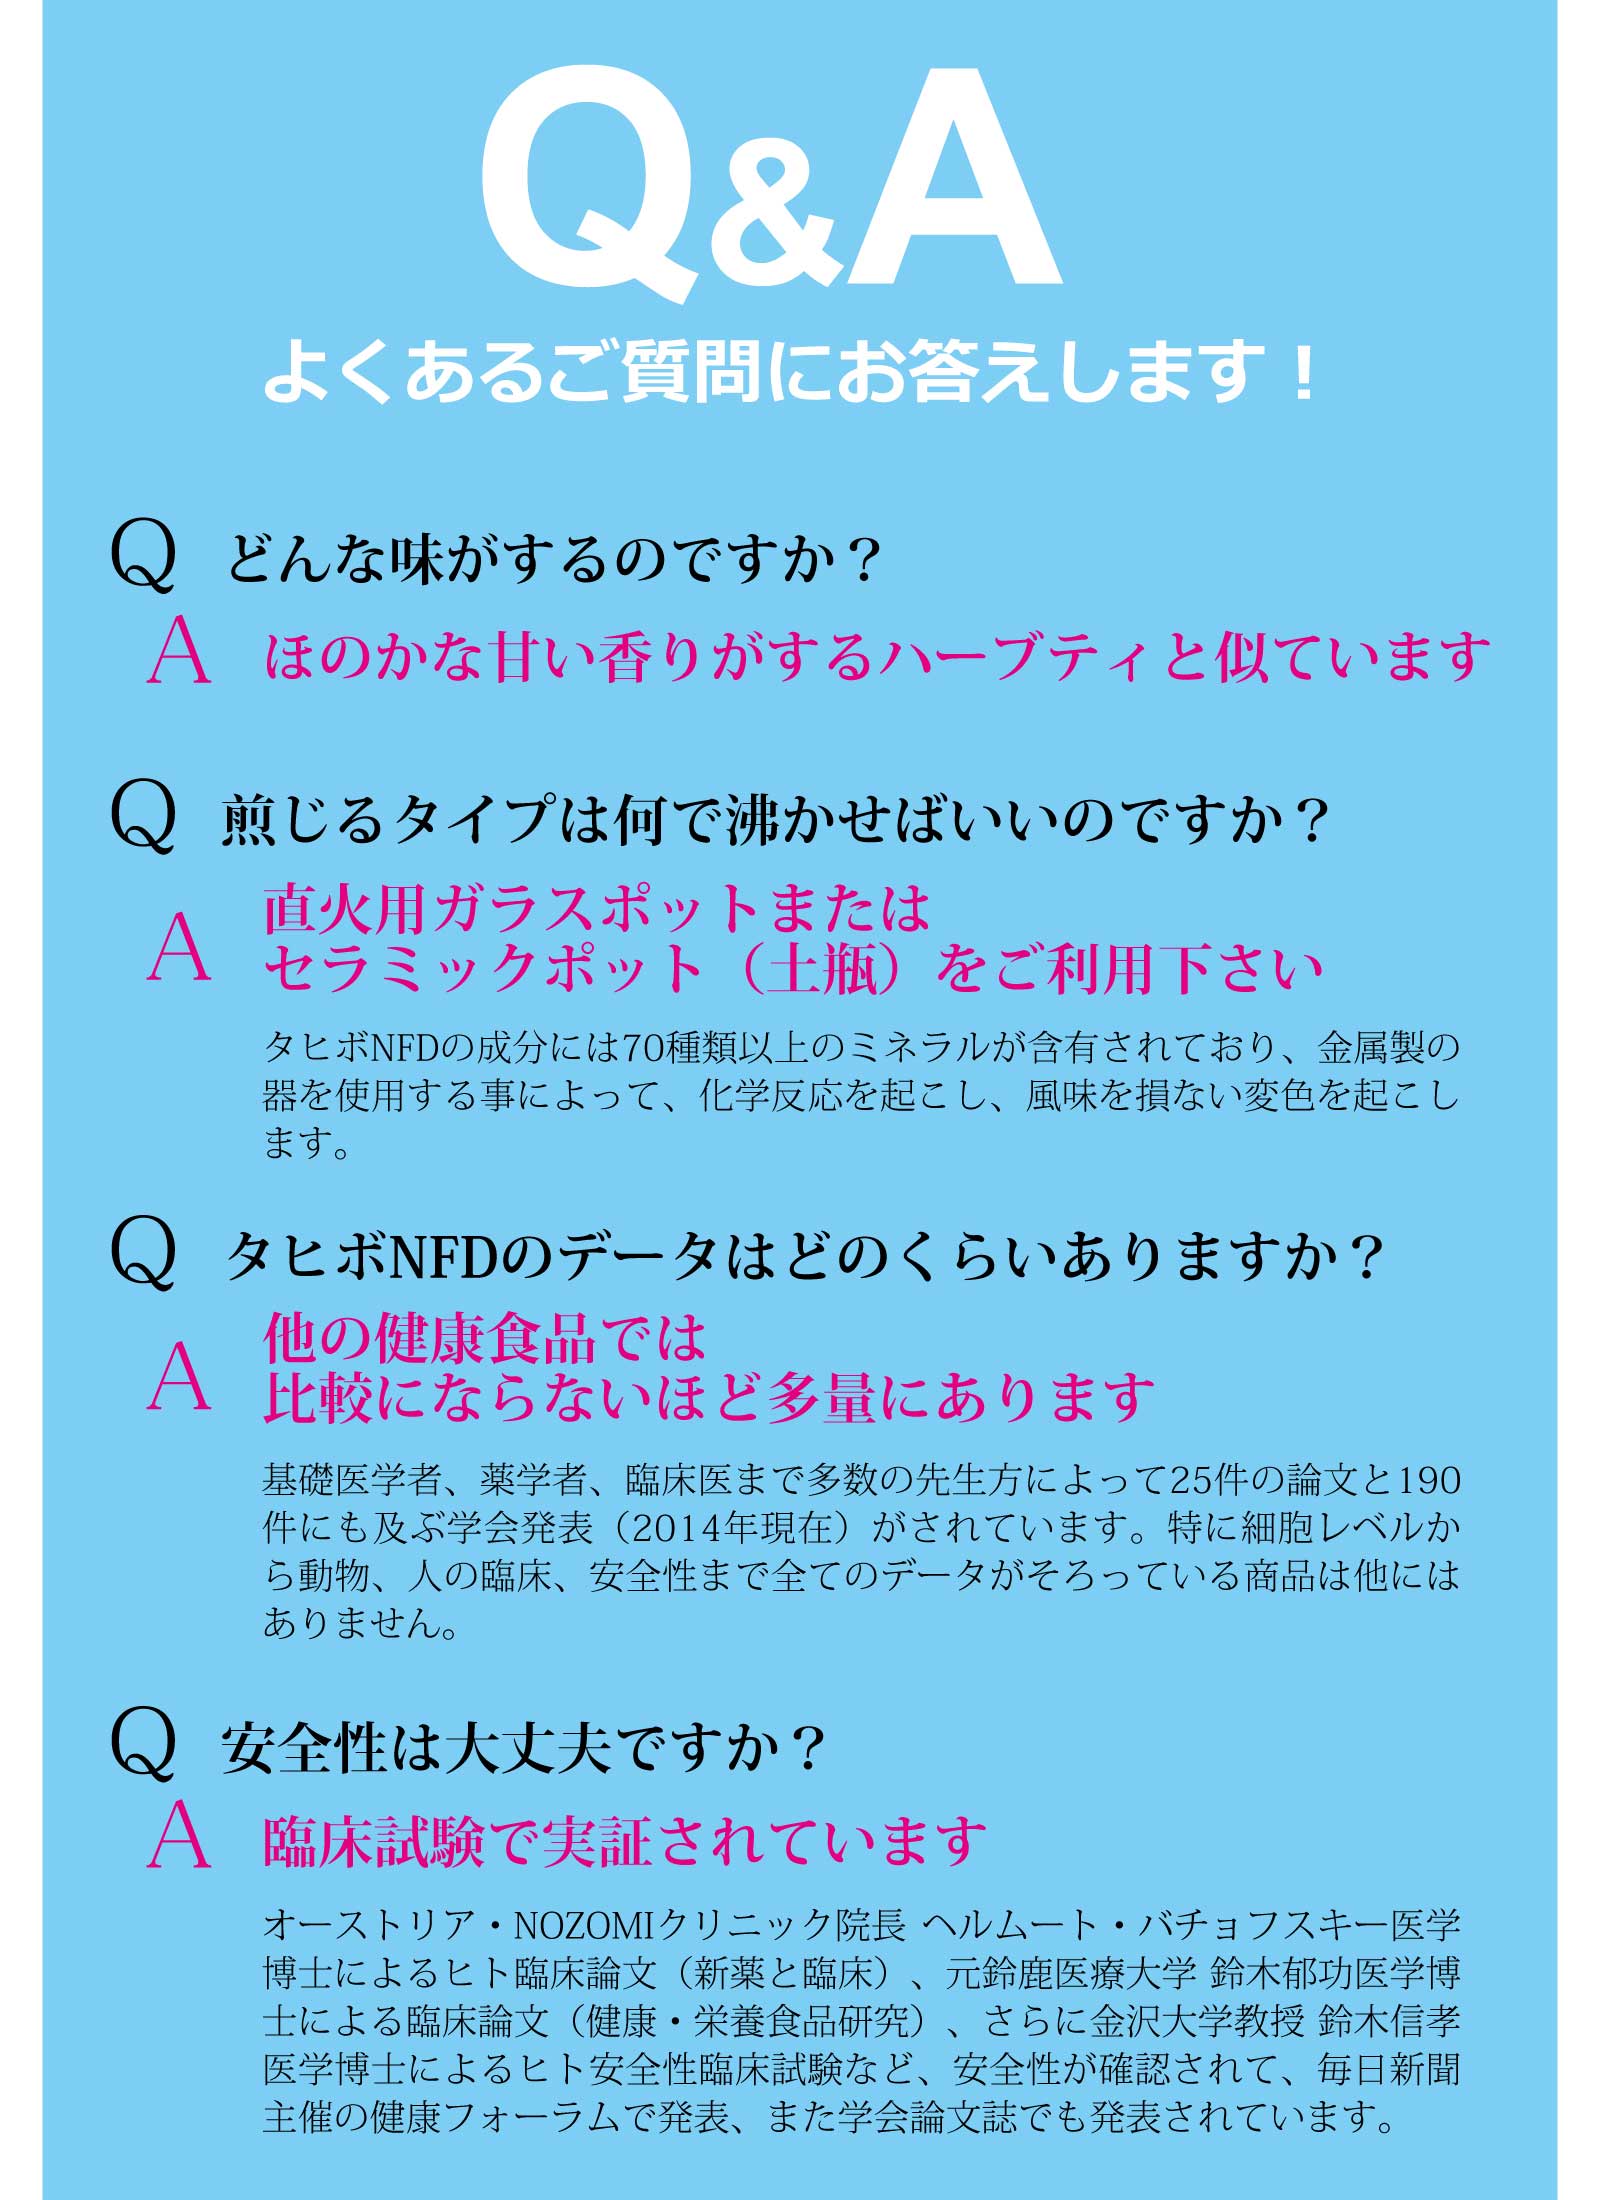 Q&A
よくあるご質問にお答えします！
Q どんな味がするのですか？
A ほのかな甘い香りがするハーブティと似ています
Q 煎じるタイプは何で沸かせばいいのですか？
A 直火用ガラスポットまたは
セラミックポット（土瓶）をご利用下さい
タヒボNFDの成分には70種類以上のミネラルが含有されており、金属製の
器を使用する事によって、化学反応を起こし、風味を損ない変色を起こし
ます。
Q タヒボNFDのデータはどのくらいありますか？
A 他の健康食品では
比較にならないほど多量にあります
基礎医学者、薬学者、臨床医まで多数の先生方によって25件の論文と190
件にも及ぶ学会発表（2014年現在）がされています。特に細胞レベルか
ら動物、人の臨床、安全性まで全てのデータがそろっている商品は他には
ありません。
Q 安全性は大丈夫ですか？
A 臨床試験で実証されています
オーストリア・NOZOMIクリニック院長 ヘルムート・バチョフスキー医学
博士によるヒト臨床論文（新薬と臨床）、元鈴鹿医療大学 鈴木郁功医学博
士による臨床論文（健康・栄養食品研究）、さらに金沢大学教授 鈴木信孝
医学博士によるヒト安全性臨床試験など、安全性が確認されて、毎日新聞
主催の健康フォーラムで発表、また学会論文誌でも発表されています。